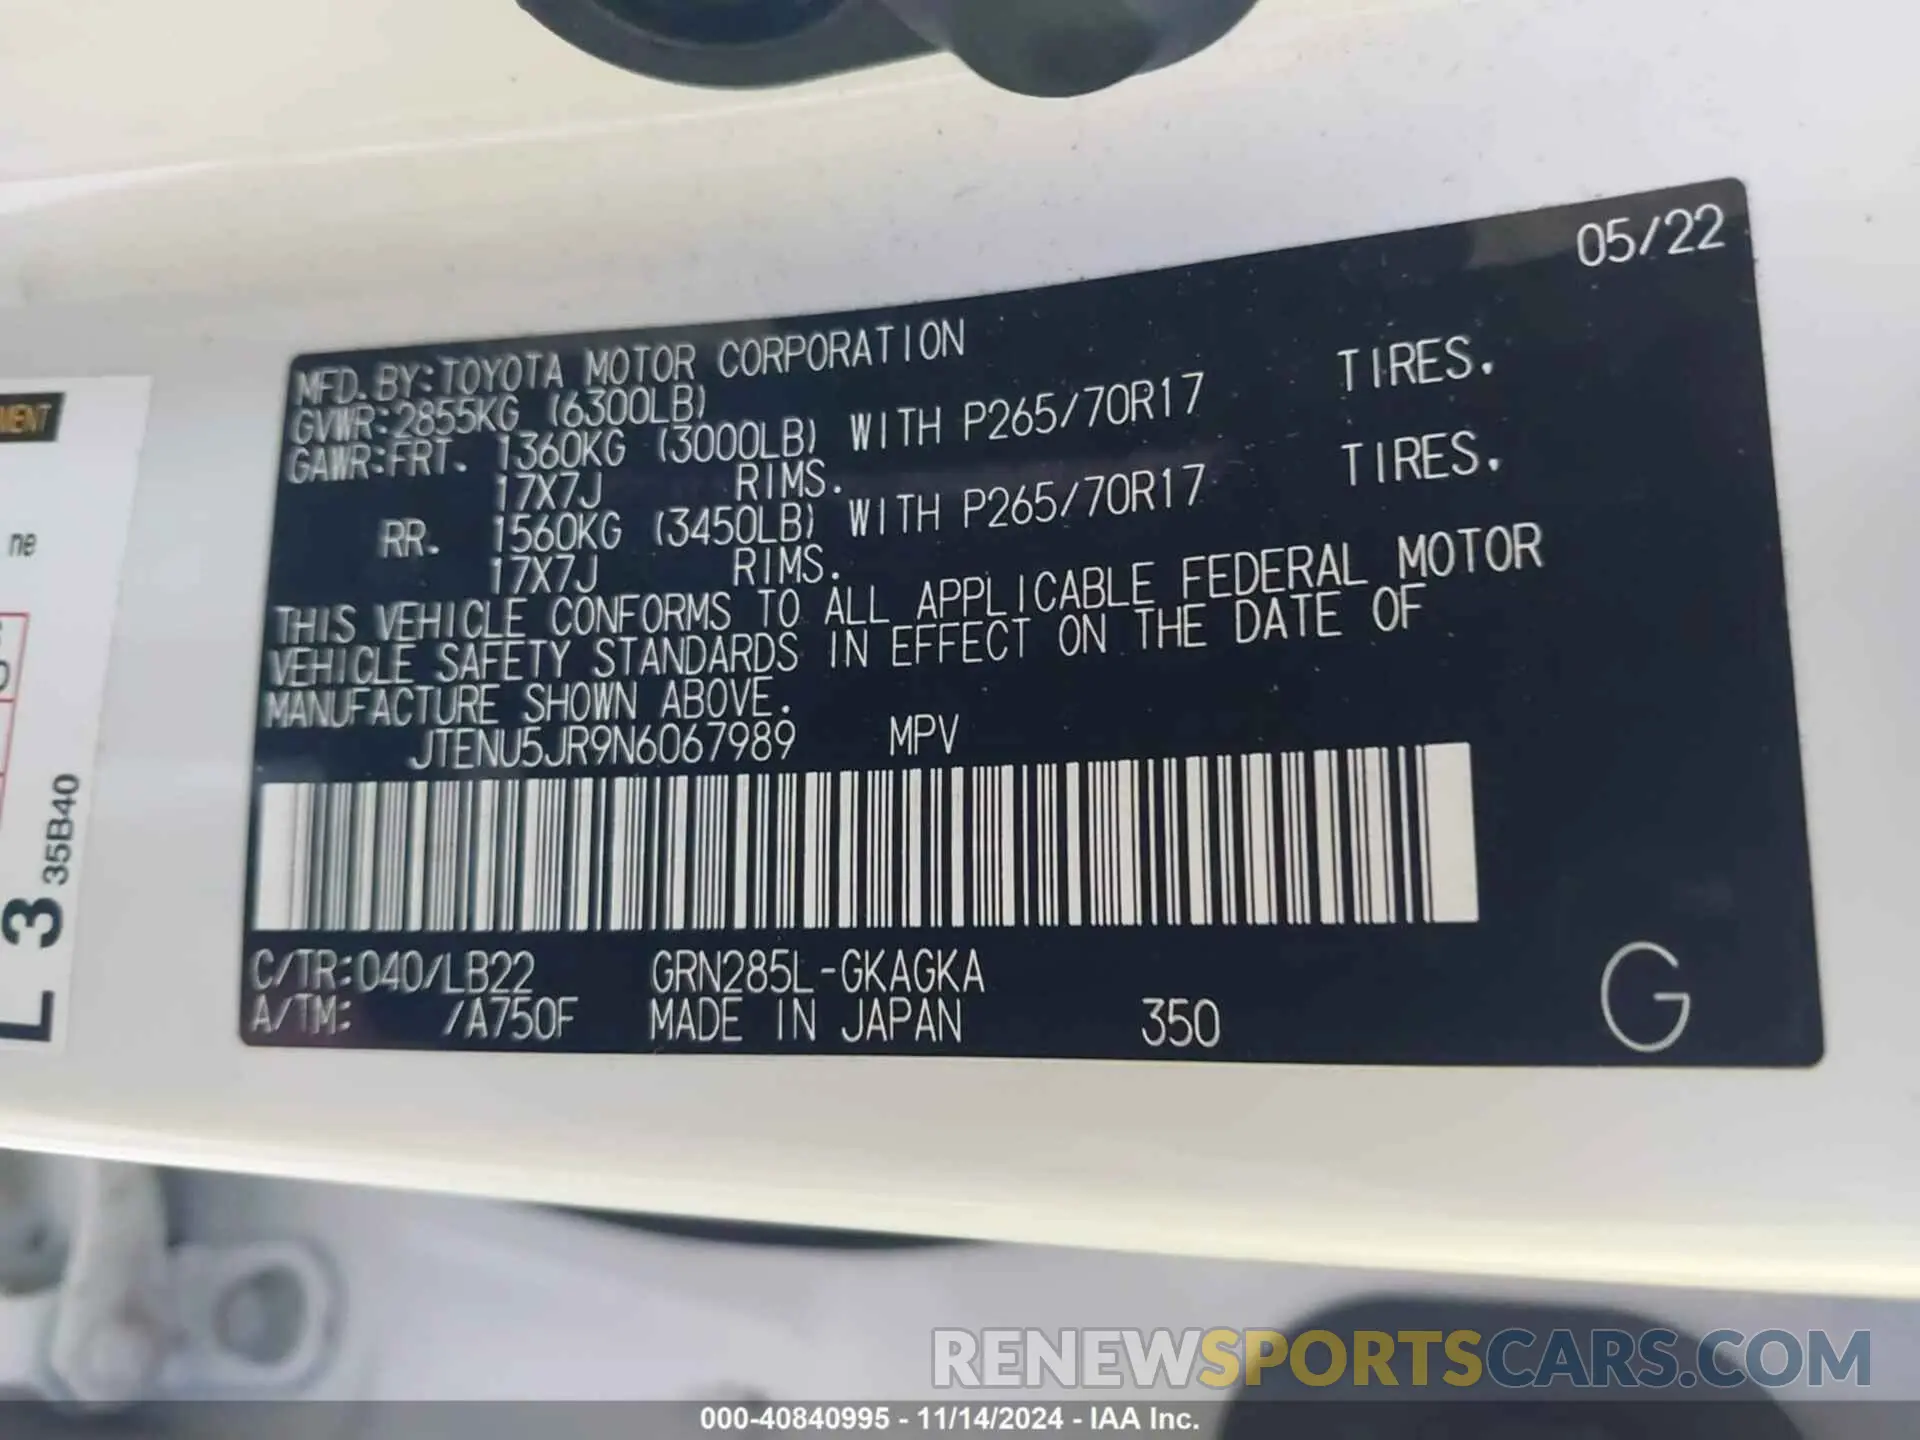 05/22
MFD.BY:TOYOTA MOTOR CORPORATION
GVWR:2855KG (6300LB)
GAWR:FRT. 1360KG (3000LB) WITH P265/70R17 TIRES.
17X7J RIMS.
RR. 1560KG (3450LB) WITH P265/70R17 TIRES.
17X7J RIMS.
THIS VEHICLE CONFORMS TO ALL APPLICABLE FEDERAL MOTOR
VEHICLE SAFETY STANDARDS IN EFFECT ON THE DATE OF
MANUFACTURE SHOWN ABOVE.
JTENU5JR9N6067989 MPV
C/TR:040/LB22 GRN285L-GKAGKA
A/TM: /A750F MADE IN JAPAN 350 G
ne
35B40
L 3
RENEWSPORTSCARS.COM
000-40840995 - 11/14/2024 - IAA Inc.